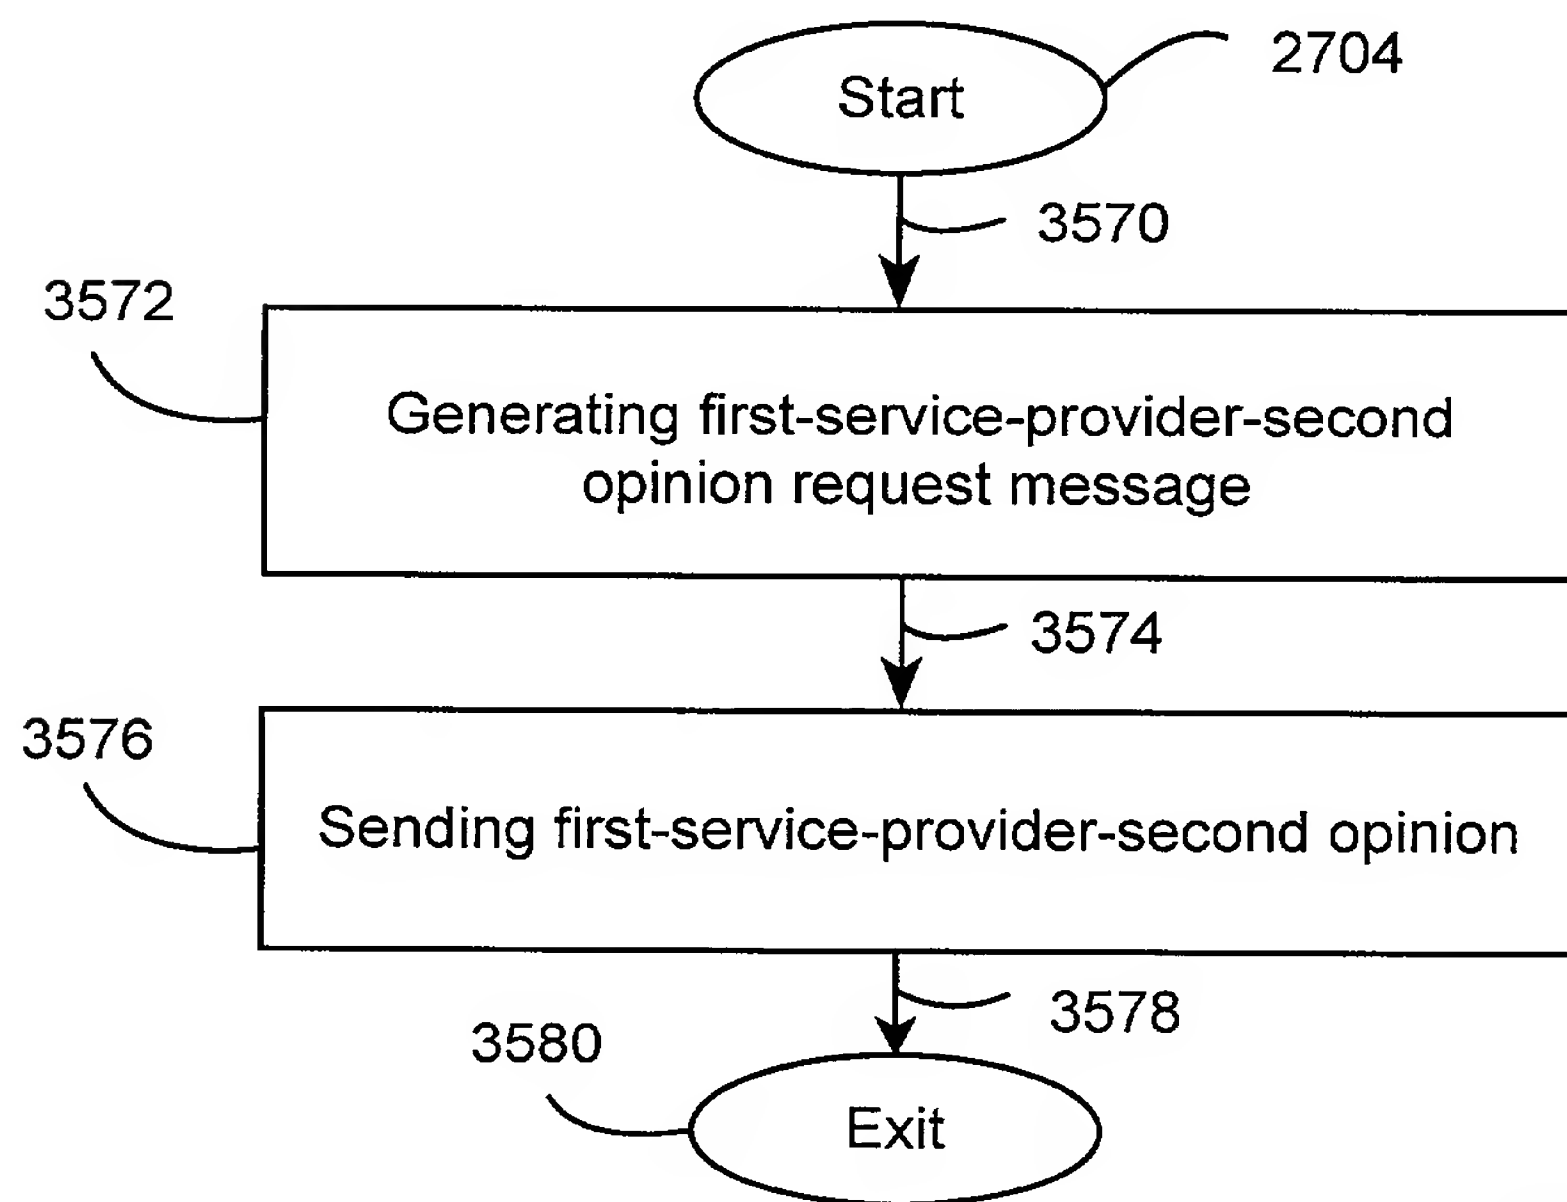 Start
2704
3570
3572
Generating first-service-provider-second
opinion request message
3574
3576
Sending first-service-provider-second opinion
3578
3580
Exit